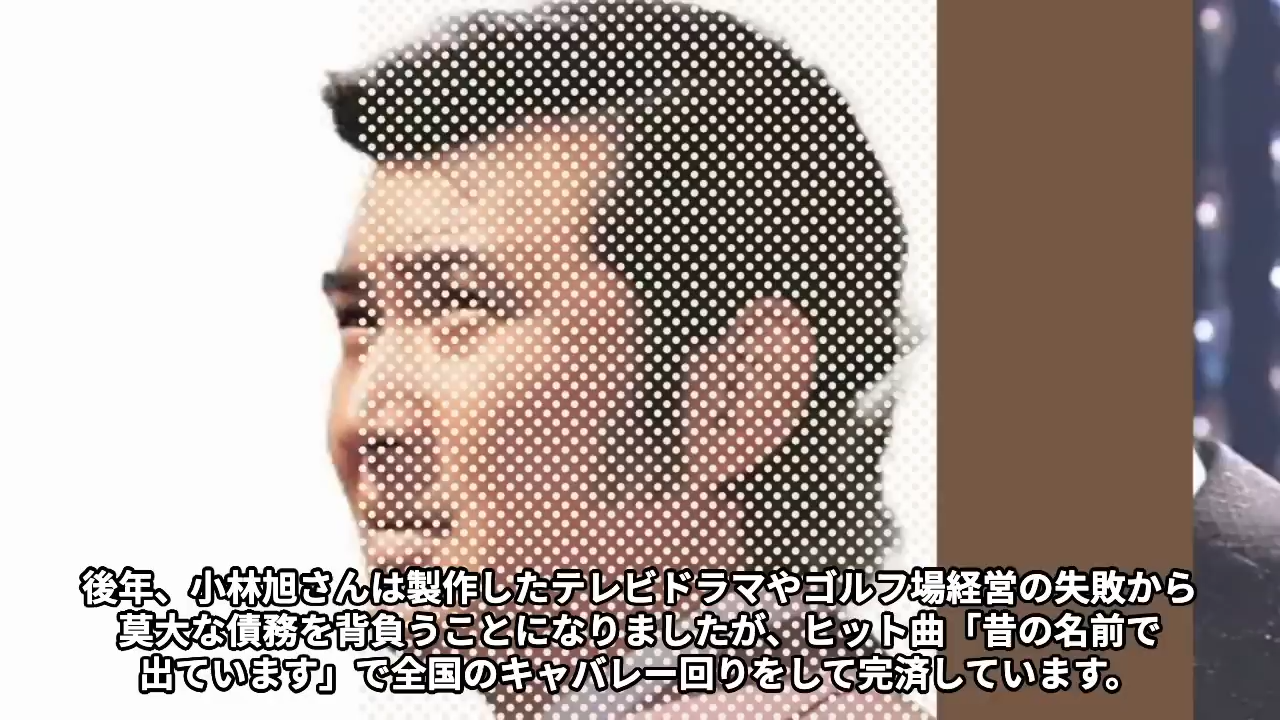 後年、小林旭さんは製作したテレビドラマやゴルフ場経営の失敗から
莫大な債務を背負うことになりましたが、ヒット曲「昔の名前で
出ています」で全国のキャバレー回りをして完済しています。